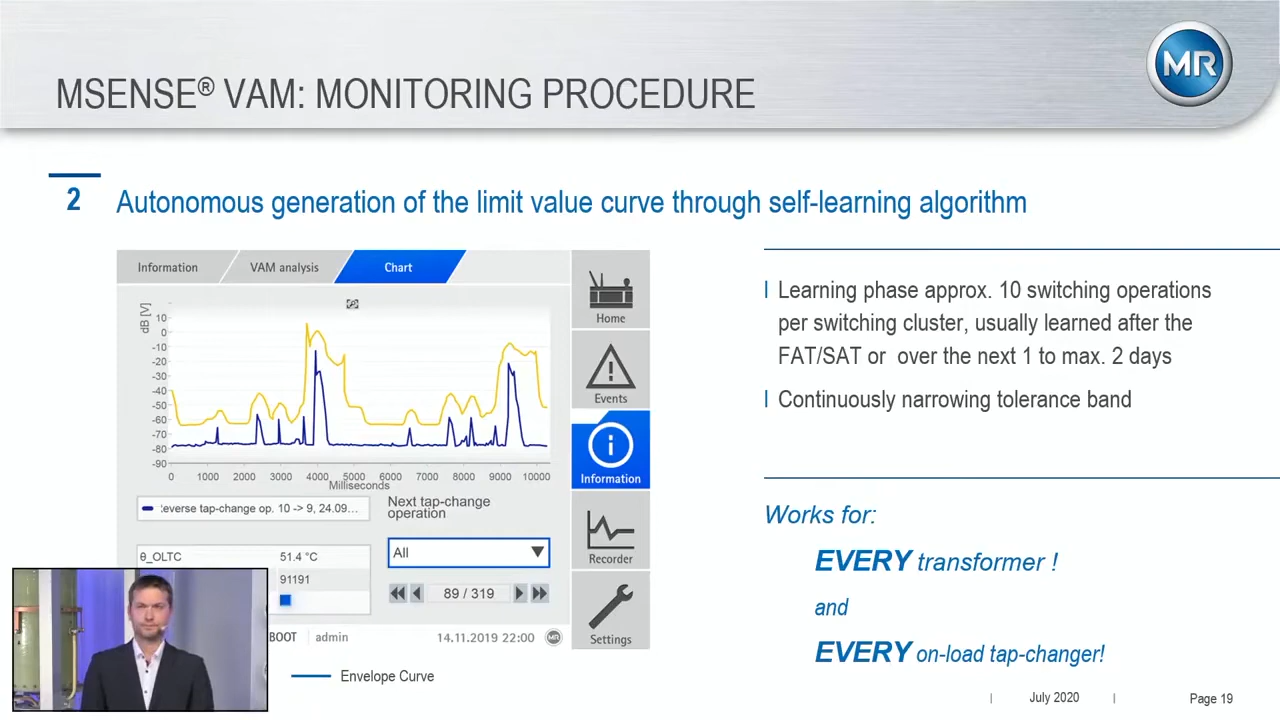 MSENSE® VAM: MONITORING PROCEDURE
MR
2 Autonomous generation of the limit value curve through self-learning algorithm
Information VAM analysis Chart
dB [V]
10
0
-10
-20
-30
-40
-50
-60
-70
-80
-90
0 1000 2000 3000 4000 5000 6000 7000 8000 9000 10000
Milliseconds
everse tap-change op. 10 -> 9, 24.09...
Next tap-change
operation
All
θ_OLTC 51.4 °C
91191
89 / 319
BOOT admin 14.11.2019 22:00 MR
Home
Events
Information
Recorder
Settings
Envelope Curve
Learning phase approx. 10 switching operations
per switching cluster, usually learned after the
FAT/SAT or over the next 1 to max. 2 days
Continuously narrowing tolerance band
Works for:
EVERY transformer !
and
EVERY on-load tap-changer!
July 2020 Page 19